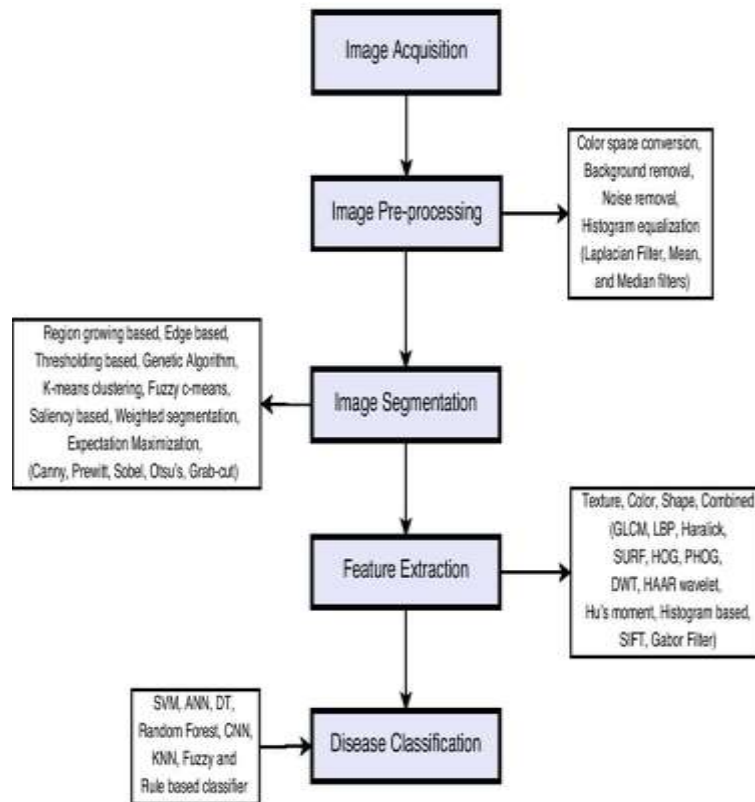 Image Acquisition
Color space conversion,
Background removal,
Noise removal,
Histogram equalization
(Laplacian Filter, Mean,
and Median filters)
Image Pre-processing
Region growing based, Edge based,
Thresholding based, Genetic Algorithm,
K-means clustering, Fuzzy c-means,
Saliency based, Weighted segmentation,
Expectation Maximization,
(Canny, Prewitt, Sobel, Otsu's, Grab-cut)
Image Segmentation
Texture, Color, Shape, Combined
(GLCM, LBP, Haralick,
SURF, HOG, PHOG,
DWT, HAAR wavelet,
Hu's moment, Histogram based,
SIFT, Gabor Filter)
Feature Extraction
SVM, ANN, DT,
Random Forest, CNN,
KNN, Fuzzy and
Rule based classifier
Disease Classification